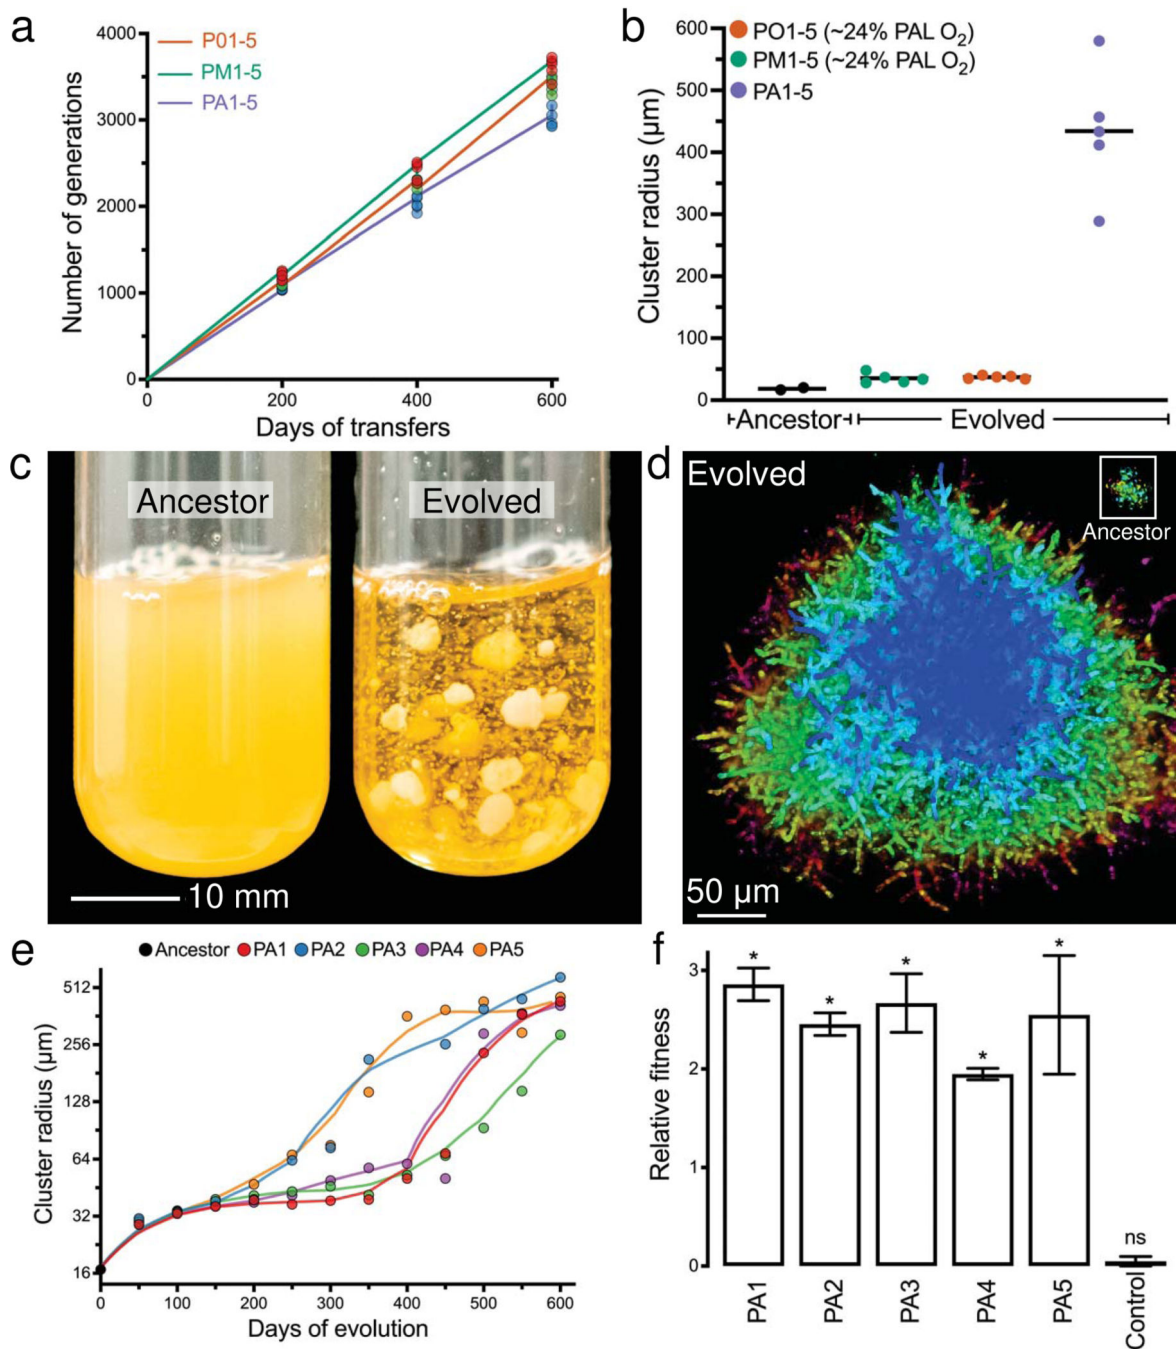 a
4000
3000
2000
1000
0
Number of generations
P01-5
PM1-5
PA1-5
0 200 400 600
Days of transfers
b
600
500
400
300
200
100
0
Cluster radius (µm)
PO1-5 (~24% PAL O₂)
PM1-5 (~24% PAL O₂)
PA1-5
Ancestor Evolved
c
Ancestor Evolved
10 mm
d
Evolved
Ancestor
50 µm
e
Ancestor PA1 PA2 PA3 PA4 PA5
512
256
128
64
32
16
Cluster radius (µm)
0 100 200 300 400 500 600
Days of evolution
f
3
2
1
0
Relative fitness
* * * * * ns
PA1 PA2 PA3 PA4 PA5 Control